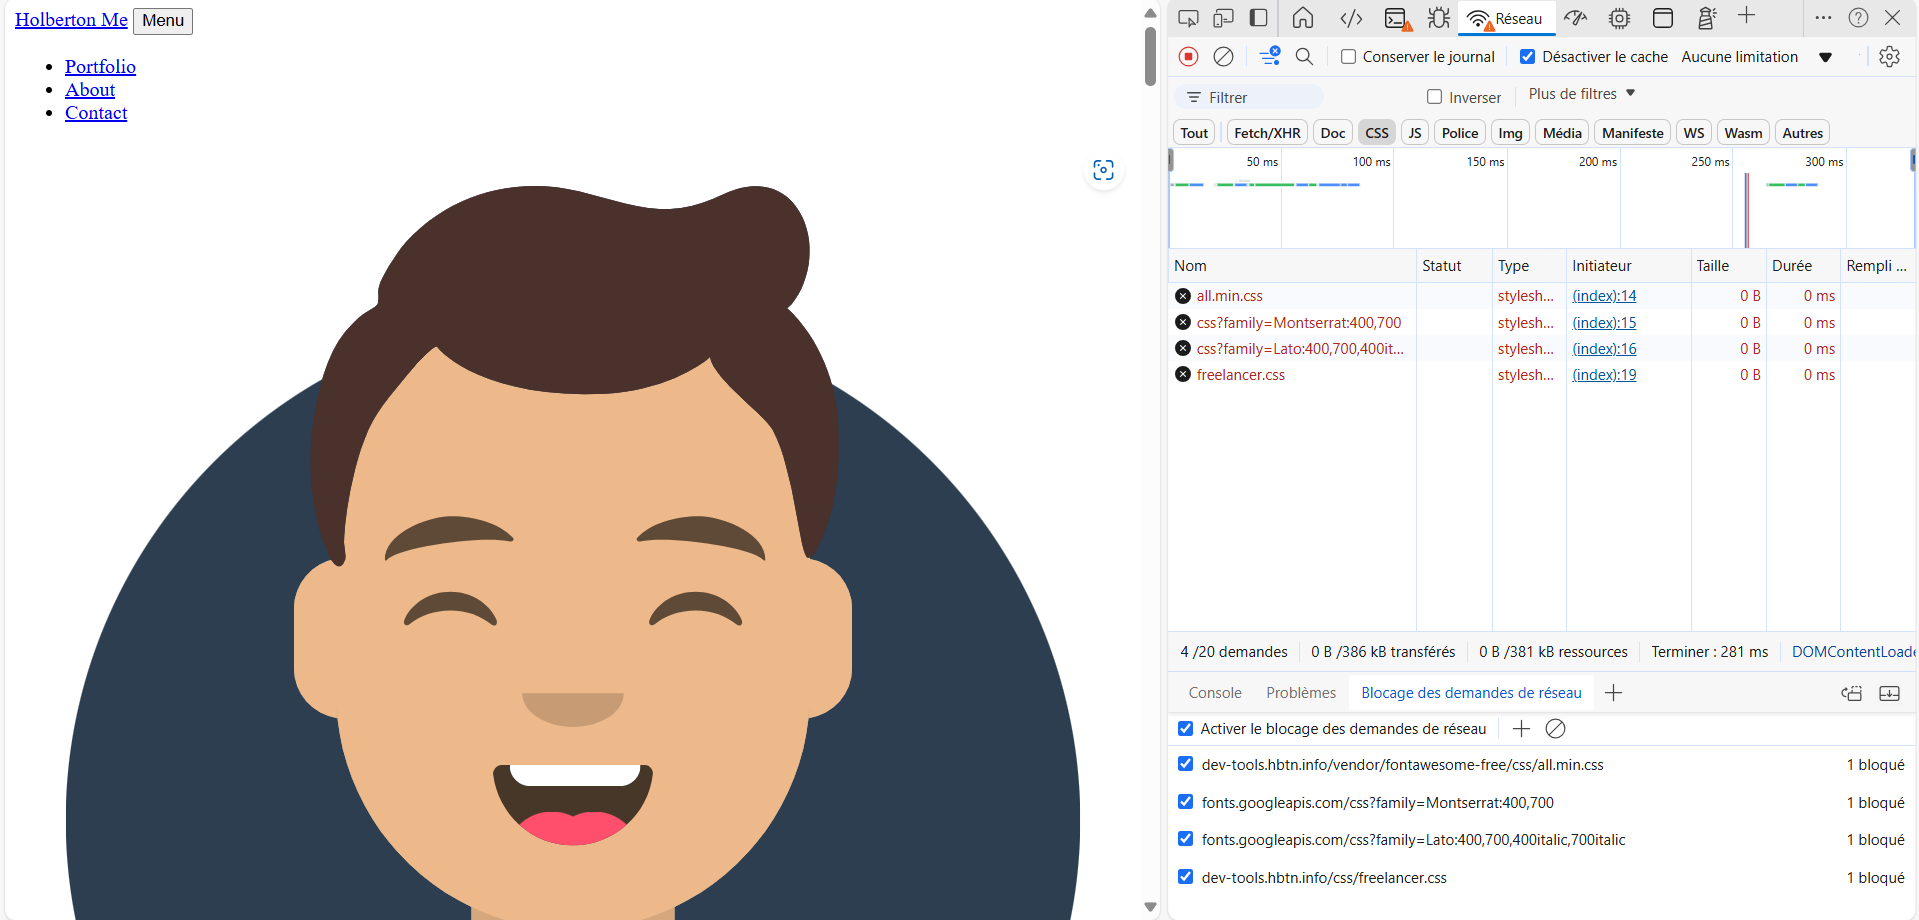 Holberton Me Menu
Portfolio
About
Contact
Réseau
Conserver le journal Désactiver le cache Aucune limitation
Filtrer Inverser Plus de filtres
Tout Fetch/XHR Doc CSS JS Police Img Média Manifeste WS Wasm Autres
50 ms 100 ms 150 ms 200 ms 250 ms 300 ms
Nom Statut Type Initiateur Taille Durée Rempli ...
all.min.css stylesh... (index):14 0 B 0 ms
css?family=Montserrat:400,700 stylesh... (index):15 0 B 0 ms
css?family=Lato:400,700,400it... stylesh... (index):16 0 B 0 ms
freelancer.css stylesh... (index):19 0 B 0 ms
4 /20 demandes 0 B /386 kB transférés 0 B /381 kB ressources Terminer : 281 ms DOMContentLoade
Console Problèmes Blocage des demandes de réseau
Activer le blocage des demandes de réseau
dev-tools.hbtn.info/vendor/fontawesome-free/css/all.min.css 1 bloqué
fonts.googleapis.com/css?family=Montserrat:400,700 1 bloqué
fonts.googleapis.com/css?family=Lato:400,700,400italic,700italic 1 bloqué
dev-tools.hbtn.info/css/freelancer.css 1 bloqué